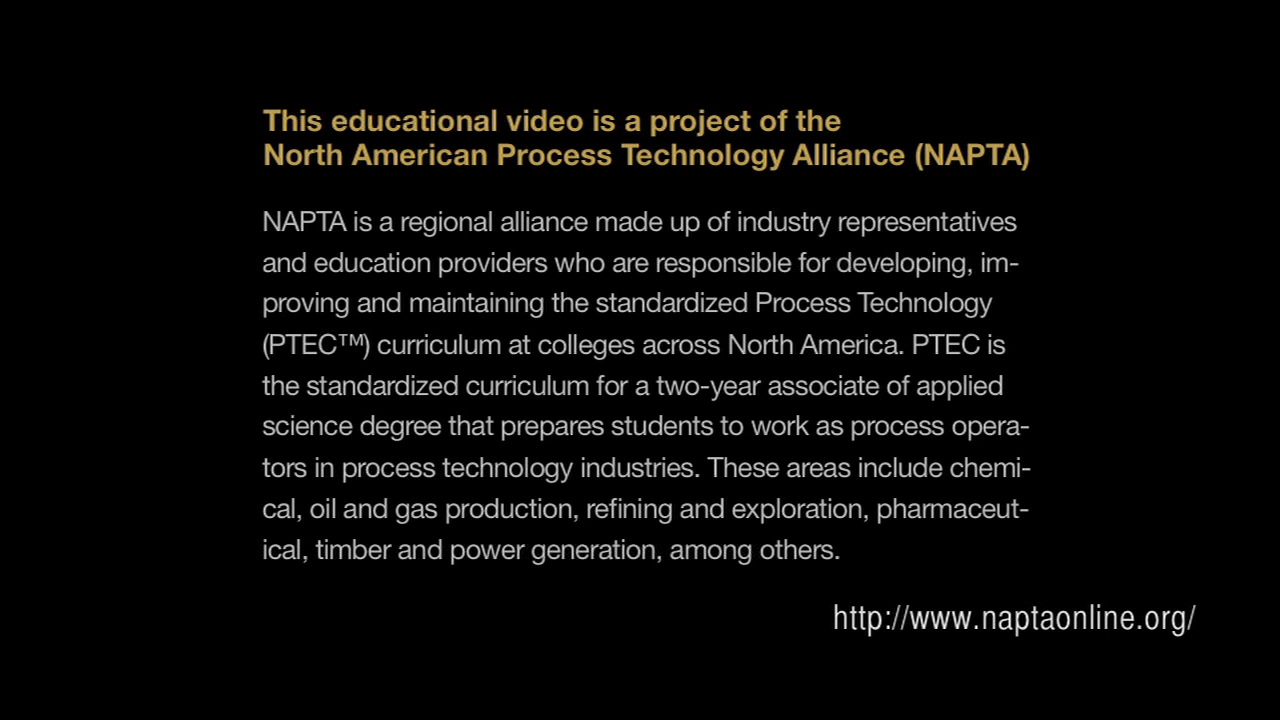 This educational video is a project of the
North American Process Technology Alliance (NAPTA)
NAPTA is a regional alliance made up of industry representatives
and education providers who are responsible for developing, im-
proving and maintaining the standardized Process Technology
(PTEC™) curriculum at colleges across North America. PTEC is
the standardized curriculum for a two-year associate of applied
science degree that prepares students to work as process opera-
tors in process technology industries. These areas include chemi-
cal, oil and gas production, refining and exploration, pharmaceut-
ical, timber and power generation, among others.
http://www.naptaonline.org/